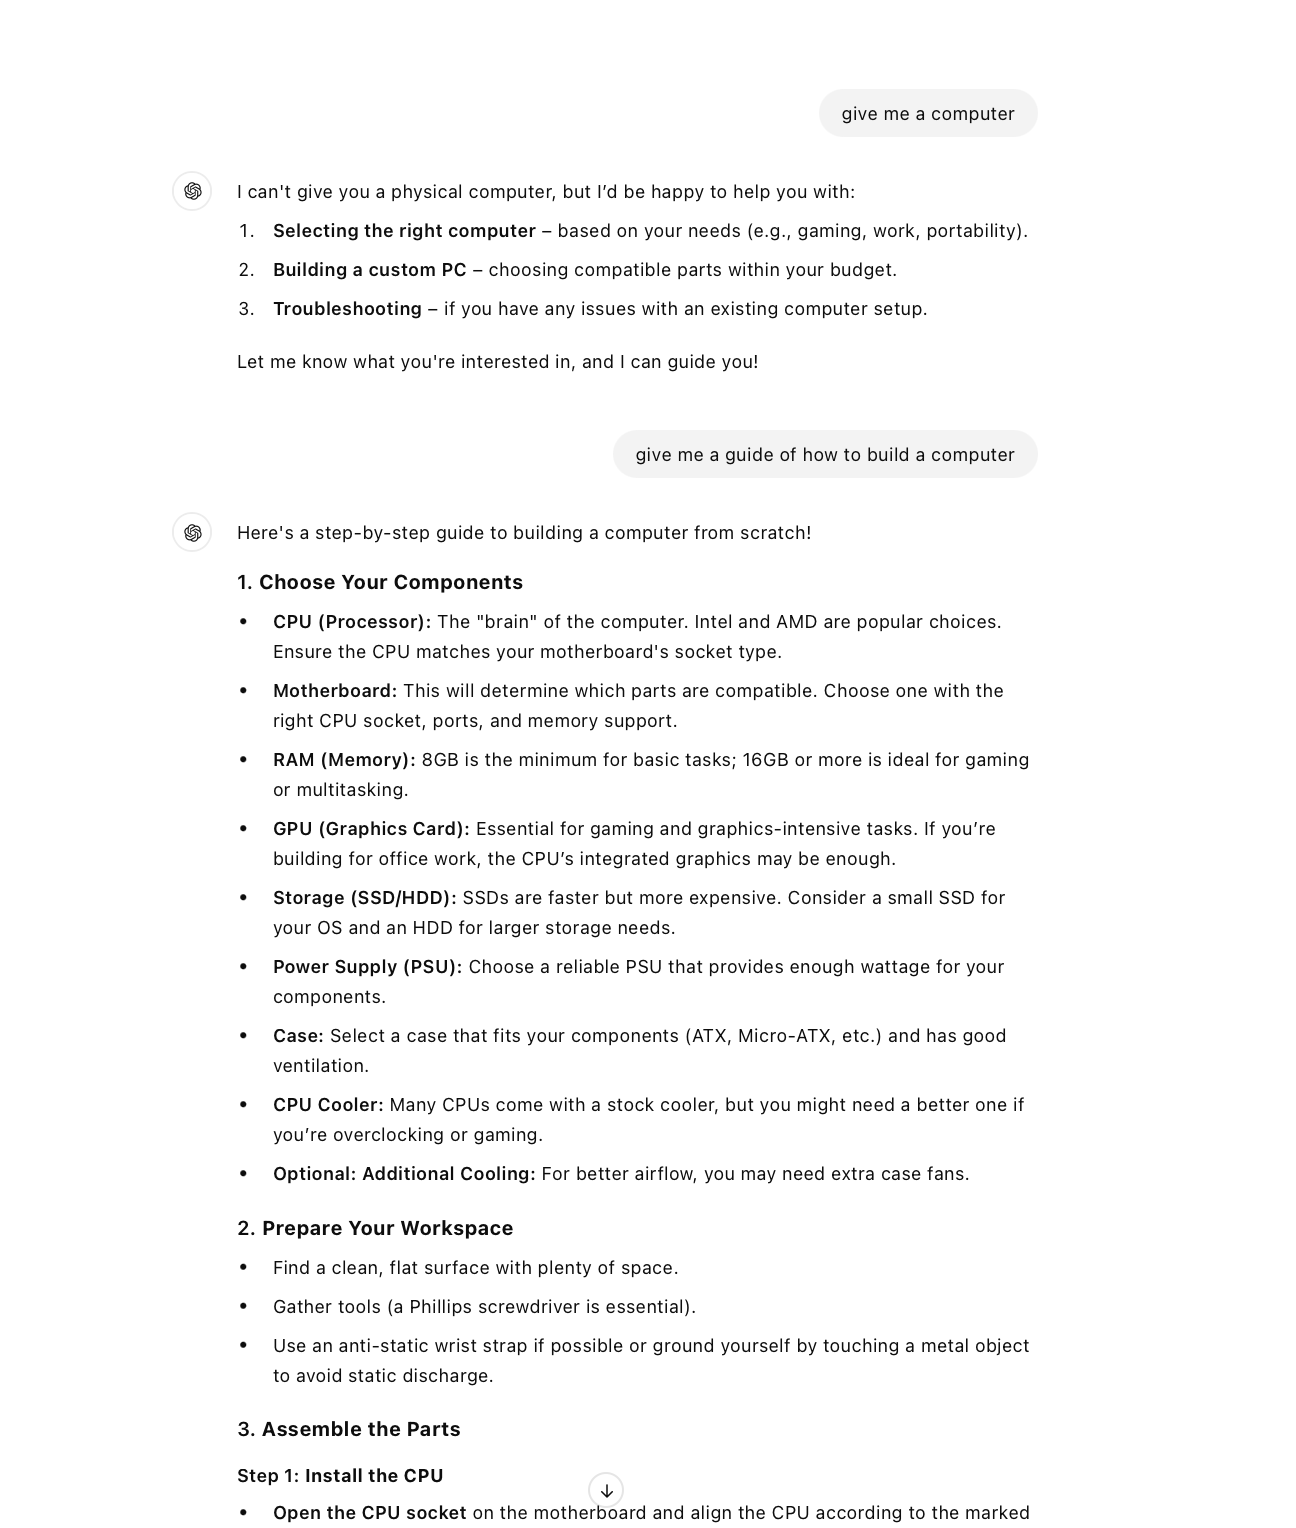 give me a computer
I can't give you a physical computer, but I’d be happy to help you with:
1. Selecting the right computer – based on your needs (e.g., gaming, work, portability).
2. Building a custom PC – choosing compatible parts within your budget.
3. Troubleshooting – if you have any issues with an existing computer setup.
Let me know what you're interested in, and I can guide you!
give me a guide of how to build a computer
Here's a step-by-step guide to building a computer from scratch!
1. Choose Your Components
• CPU (Processor): The "brain" of the computer. Intel and AMD are popular choices.
Ensure the CPU matches your motherboard's socket type.
• Motherboard: This will determine which parts are compatible. Choose one with the
right CPU socket, ports, and memory support.
• RAM (Memory): 8GB is the minimum for basic tasks; 16GB or more is ideal for gaming
or multitasking.
• GPU (Graphics Card): Essential for gaming and graphics-intensive tasks. If you’re
building for office work, the CPU’s integrated graphics may be enough.
• Storage (SSD/HDD): SSDs are faster but more expensive. Consider a small SSD for
your OS and an HDD for larger storage needs.
• Power Supply (PSU): Choose a reliable PSU that provides enough wattage for your
components.
• Case: Select a case that fits your components (ATX, Micro-ATX, etc.) and has good
ventilation.
• CPU Cooler: Many CPUs come with a stock cooler, but you might need a better one if
you’re overclocking or gaming.
• Optional: Additional Cooling: For better airflow, you may need extra case fans.
2. Prepare Your Workspace
• Find a clean, flat surface with plenty of space.
• Gather tools (a Phillips screwdriver is essential).
• Use an anti-static wrist strap if possible or ground yourself by touching a metal object
to avoid static discharge.
3. Assemble the Parts
Step 1: Install the CPU
• Open the CPU socket on the motherboard and align the CPU according to the marked